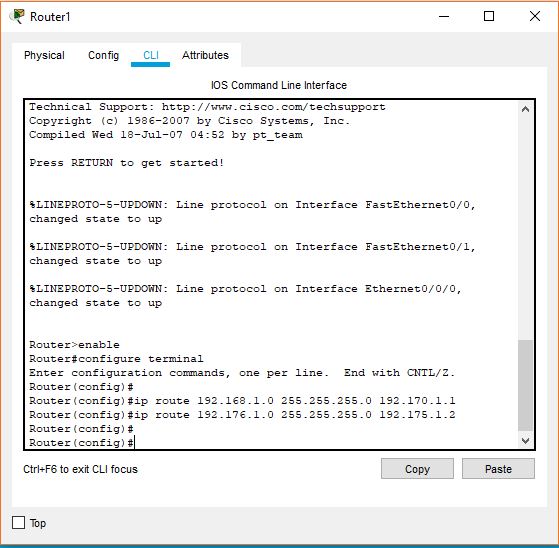 Router1
Physical Config CLI Attributes
IOS Command Line Interface
Technical Support: http://www.cisco.com/techsupport
Copyright (c) 1986-2007 by Cisco Systems, Inc.
Compiled Wed 18-Jul-07 04:52 by pt_team
Press RETURN to get started!
%LINEPROTO-5-UPDOWN: Line protocol on Interface FastEthernet0/0,
changed state to up
%LINEPROTO-5-UPDOWN: Line protocol on Interface FastEthernet0/1,
changed state to up
%LINEPROTO-5-UPDOWN: Line protocol on Interface Ethernet0/0/0,
changed state to up
Router>enable
Router#configure terminal
Enter configuration commands, one per line.  End with CNTL/Z.
Router(config)#
Router(config)#ip route 192.168.1.0 255.255.255.0 192.170.1.1
Router(config)#ip route 192.176.1.0 255.255.255.0 192.175.1.2
Router(config)#
Router(config)#
Ctrl+F6 to exit CLI focus
Copy Paste
Top